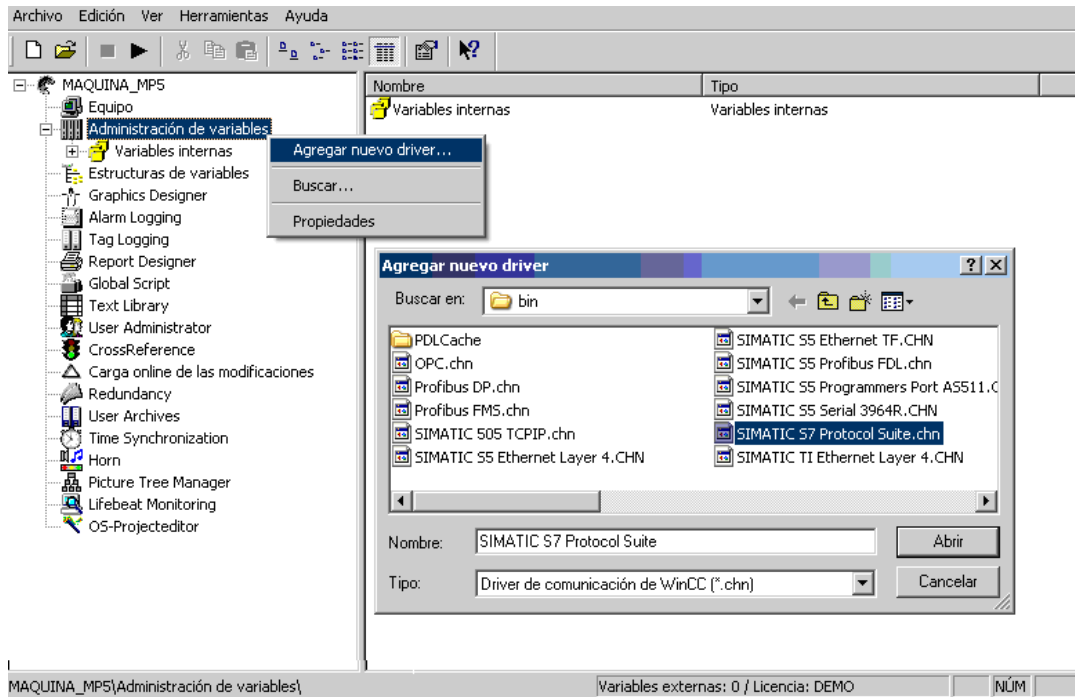 Archivo Edición Ver Herramientas Ayuda
MAQUINA_MP5
Equipo
Administración de variables
Variables internas
Estructuras de variables
Graphics Designer
Alarm Logging
Tag Logging
Report Designer
Global Script
Text Library
User Administrator
CrossReference
Carga online de las modificaciones
Redundancy
User Archives
Time Synchronization
Horn
Picture Tree Manager
Lifebeat Monitoring
OS-Projecteditor
Nombre Tipo
Variables internas Variables internas
Agregar nuevo driver...
Buscar...
Propiedades
Agregar nuevo driver
Buscar en: bin
PDLCache
OPC.chn
Profibus DP.chn
Profibus FMS.chn
SIMATIC 505 TCPIP.chn
SIMATIC S5 Ethernet Layer 4.CHN
SIMATIC S5 Ethernet TF.CHN
SIMATIC S5 Profibus FDL.chn
SIMATIC S5 Programmers Port AS511.C
SIMATIC S5 Serial 3964R.CHN
SIMATIC S7 Protocol Suite.chn
SIMATIC TI Ethernet Layer 4.CHN
Nombre: SIMATIC S7 Protocol Suite Abrir
Tipo: Driver de comunicación de WinCC (*.chn) Cancelar
MAQUINA_MP5\Administración de variables\ Variables externas: 0 / Licencia: DEMO NÚM